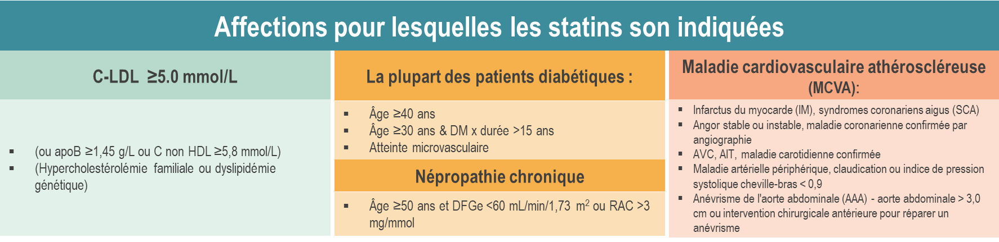 Affections pour lesquelles les statins son indiquées
C-LDL ≥5.0 mmol/L
▪ (ou apoB ≥1,45 g/L ou C non HDL ≥5,8 mmol/L)
▪ (Hypercholestérolémie familiale ou dyslipidémie
génétique)
La plupart des patients diabétiques :
▪ Âge ≥40 ans
▪ Âge ≥30 ans & DM x durée >15 ans
▪ Atteinte microvasculaire
Népropathie chronique
▪ Âge ≥50 ans et DFGe <60 mL/min/1,73 m² ou RAC >3
mg/mmol
Maladie cardiovasculaire athéroscléreuse
(MCVA):
▪ Infarctus du myocarde (IM), syndromes coronariens aigus (SCA)
▪ Angor stable ou instable, maladie coronarienne confirmée par
angiographie
▪ AVC, AIT, maladie carotidienne confirmée
▪ Maladie artérielle périphérique, claudication ou indice de pression
systolique cheville-bras < 0,9
▪ Anévrisme de l'aorte abdominale (AAA) - aorte abdominale > 3,0
cm ou intervention chirurgicale antérieure pour réparer un
anévrisme